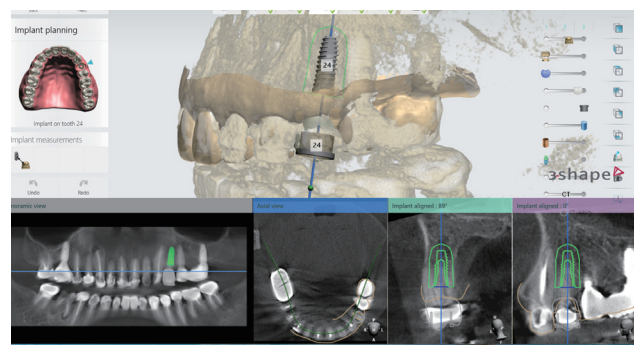 Implant planning
Implant on tooth 24
Implant measurements
Undo
Redo
24
24
3shape
CT
noramic view
Axial view
Implant aligned : 89°
Implant aligned : 0°